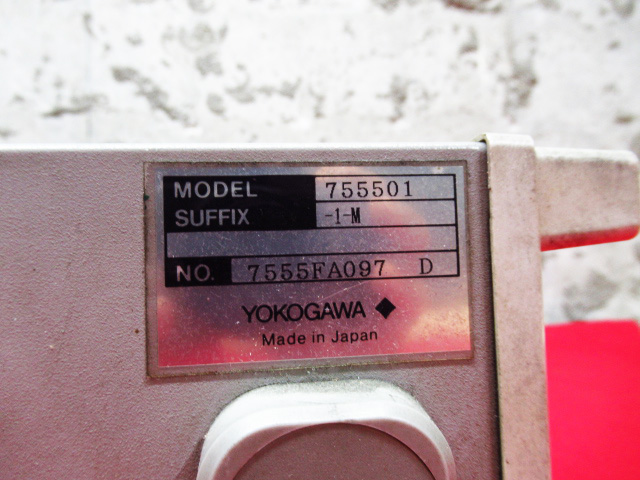 MODEL 755501
SUFFIX -1-M
NO. 7555FA097 D
YOKOGAWA
Made in Japan